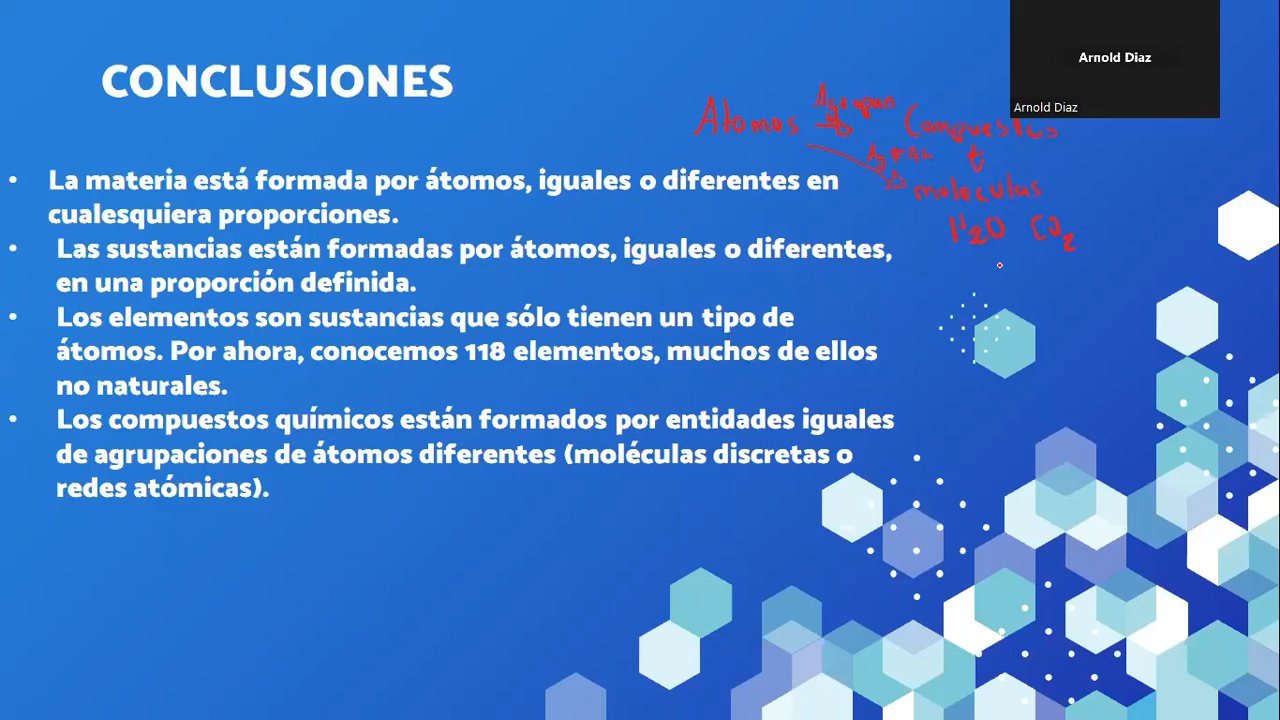 CONCLUSIONES
Arnold Diaz
Arnold Diaz
Agrupan
Atomos
Compuestos
moleculas
H2O CO2
• La materia está formada por átomos, iguales o diferentes en
cualesquiera proporciones.
• Las sustancias están formadas por átomos, iguales o diferentes,
en una proporción definida.
• Los elementos son sustancias que sólo tienen un tipo de
átomos. Por ahora, conocemos 118 elementos, muchos de ellos
no naturales.
• Los compuestos químicos están formados por entidades iguales
de agrupaciones de átomos diferentes (moléculas discretas o
redes atómicas).